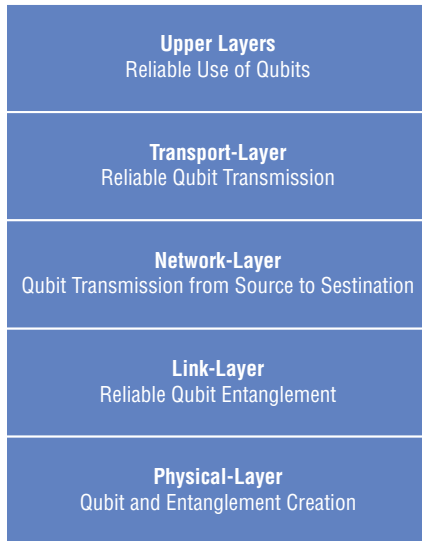 Upper Layers
Reliable Use of Qubits
Transport-Layer
Reliable Qubit Transmission
Network-Layer
Qubit Transmission from Source to Sestination
Link-Layer
Reliable Qubit Entanglement
Physical-Layer
Qubit and Entanglement Creation